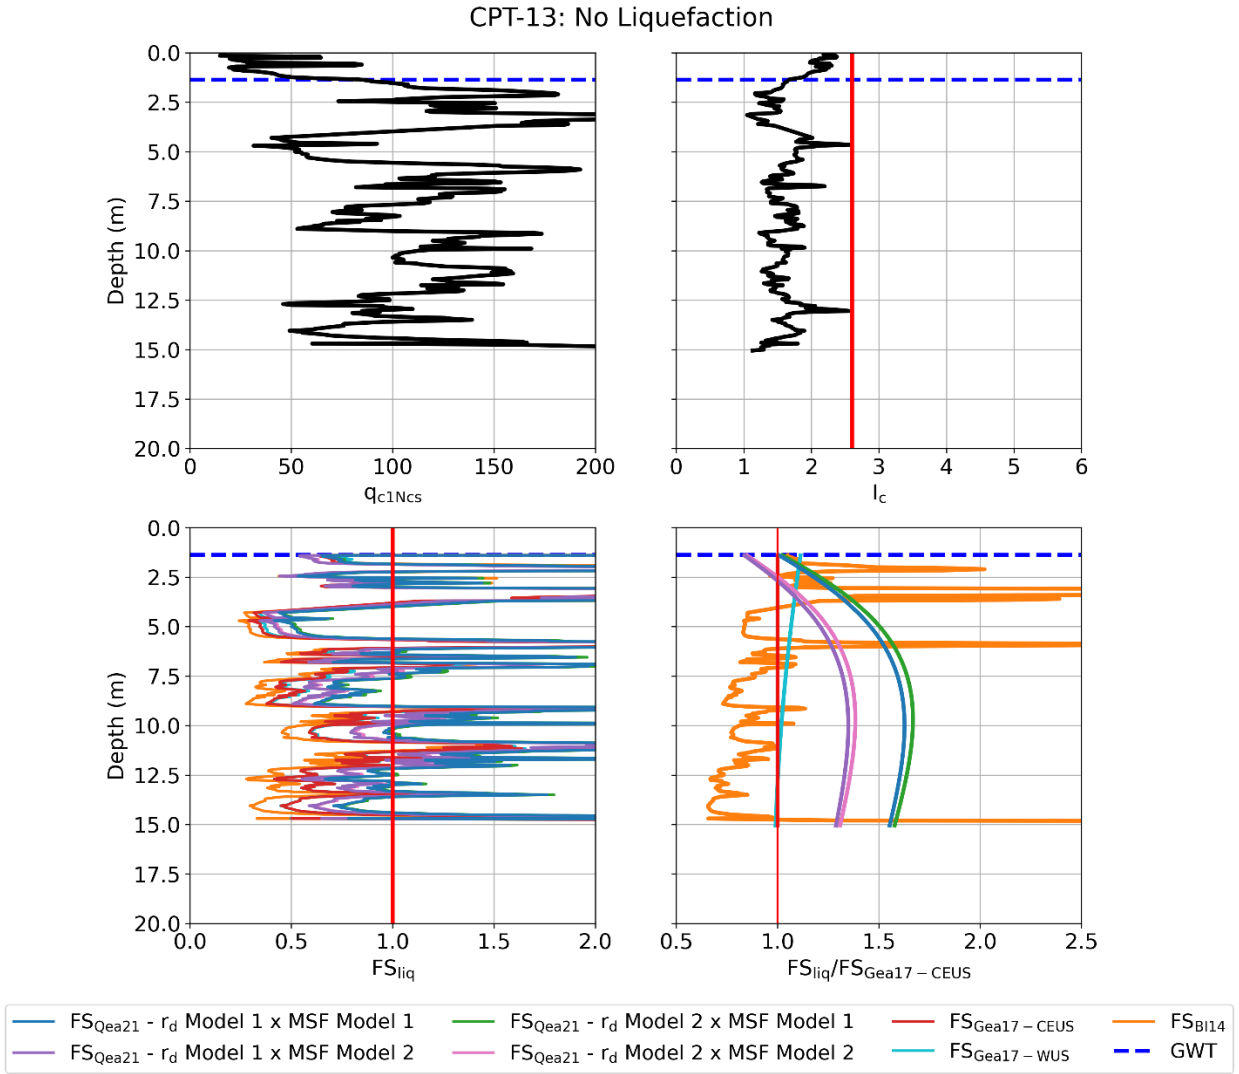 CPT-13: No Liquefaction
0.0
2.5
5.0
7.5
10.0
12.5
15.0
17.5
20.0
Depth (m)
0 50 100 150 200
qc1Ncs
0 1 2 3 4 5 6
Ic
0.0
2.5
5.0
7.5
10.0
12.5
15.0
17.5
20.0
Depth (m)
0.0 0.5 1.0 1.5 2.0
FSliq
0.5 1.0 1.5 2.0 2.5
FSliq/FSGea17-CEUS
FSQea21 - rd Model 1 x MSF Model 1 FSQea21 - rd Model 2 x MSF Model 1 FSGea17-CEUS FSBI14
FSQea21 - rd Model 1 x MSF Model 2 FSQea21 - rd Model 2 x MSF Model 2 FSGea17-WUS GWT